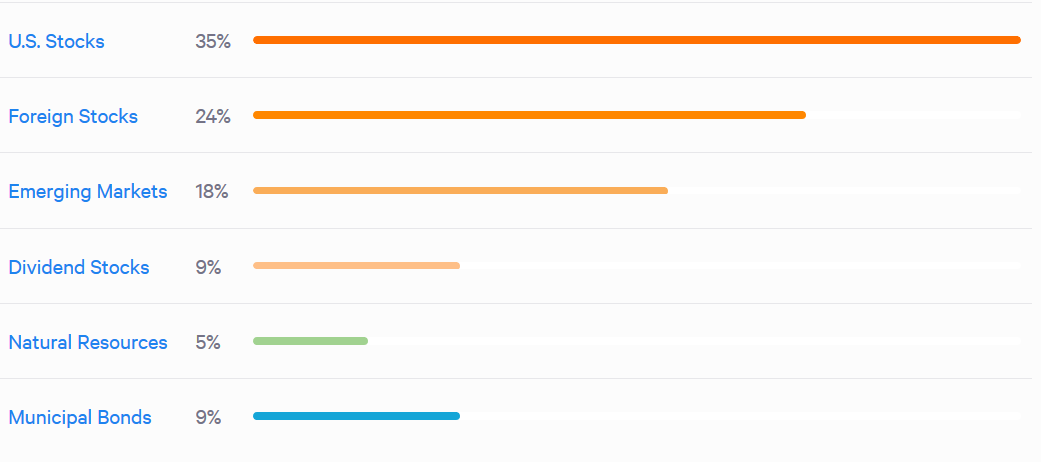 U.S. Stocks 35%
Foreign Stocks 24%
Emerging Markets 18%
Dividend Stocks 9%
Natural Resources 5%
Municipal Bonds 9%